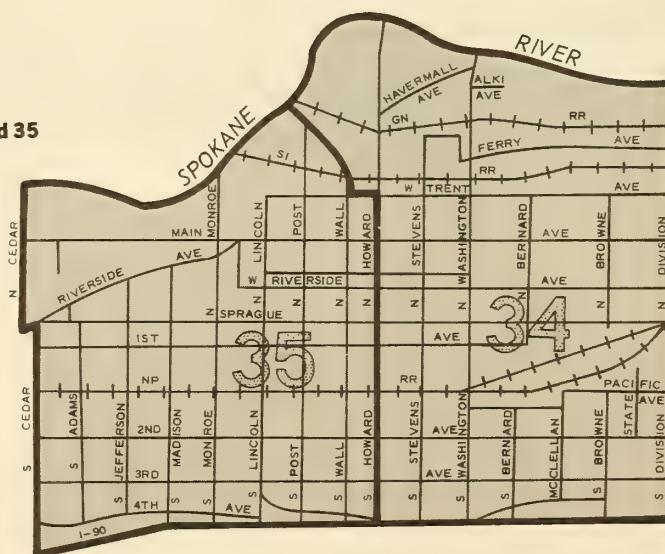 d 35
SPOKANE
RIVER
HAVERMALL AVE
ALKI AVE
GN RR
FERRY AVE
SI
RR
W TRENT AVE
N CEDAR
MAIN
N MONROE
N LINCOLN
N POST
N WALL
N HOWARD
N STEVENS
N WASHINGTON
N BERNARD
N BROWNE
N DIVISION
AVE AVE
RIVERSIDE AVE
W RIVERSIDE AVE
SPRAGUE
35
34
1ST AVE
NP RR
PACIFIC AVE
2ND AVE
3RD AVE
4TH AVE
I-90
S CEDAR
S ADAMS
S JEFFERSON
S MADISON
S MONROE
S LINCOLN
S POST
S WALL
S HOWARD
S STEVENS
S WASHINGTON
S BERNARD
S MCCLELLAN
S BROWNE
STATE
S DIVISION